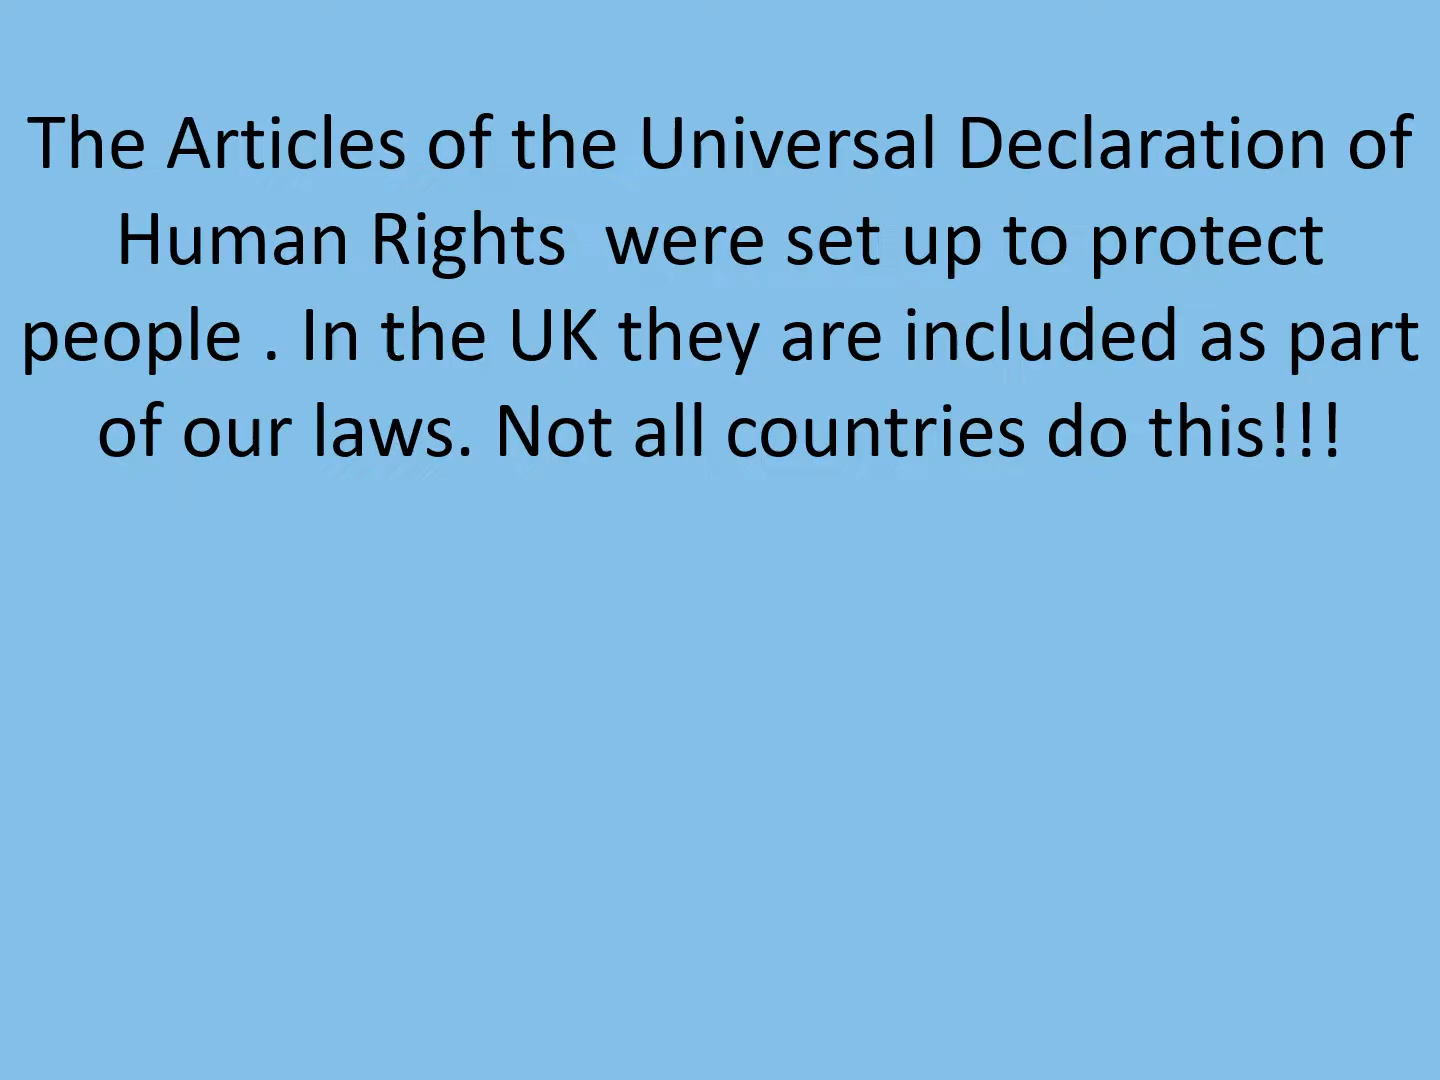 The Articles of the Universal Declaration of
Human Rights  were set up to protect
people . In the UK they are included as part
of our laws. Not all countries do this!!!